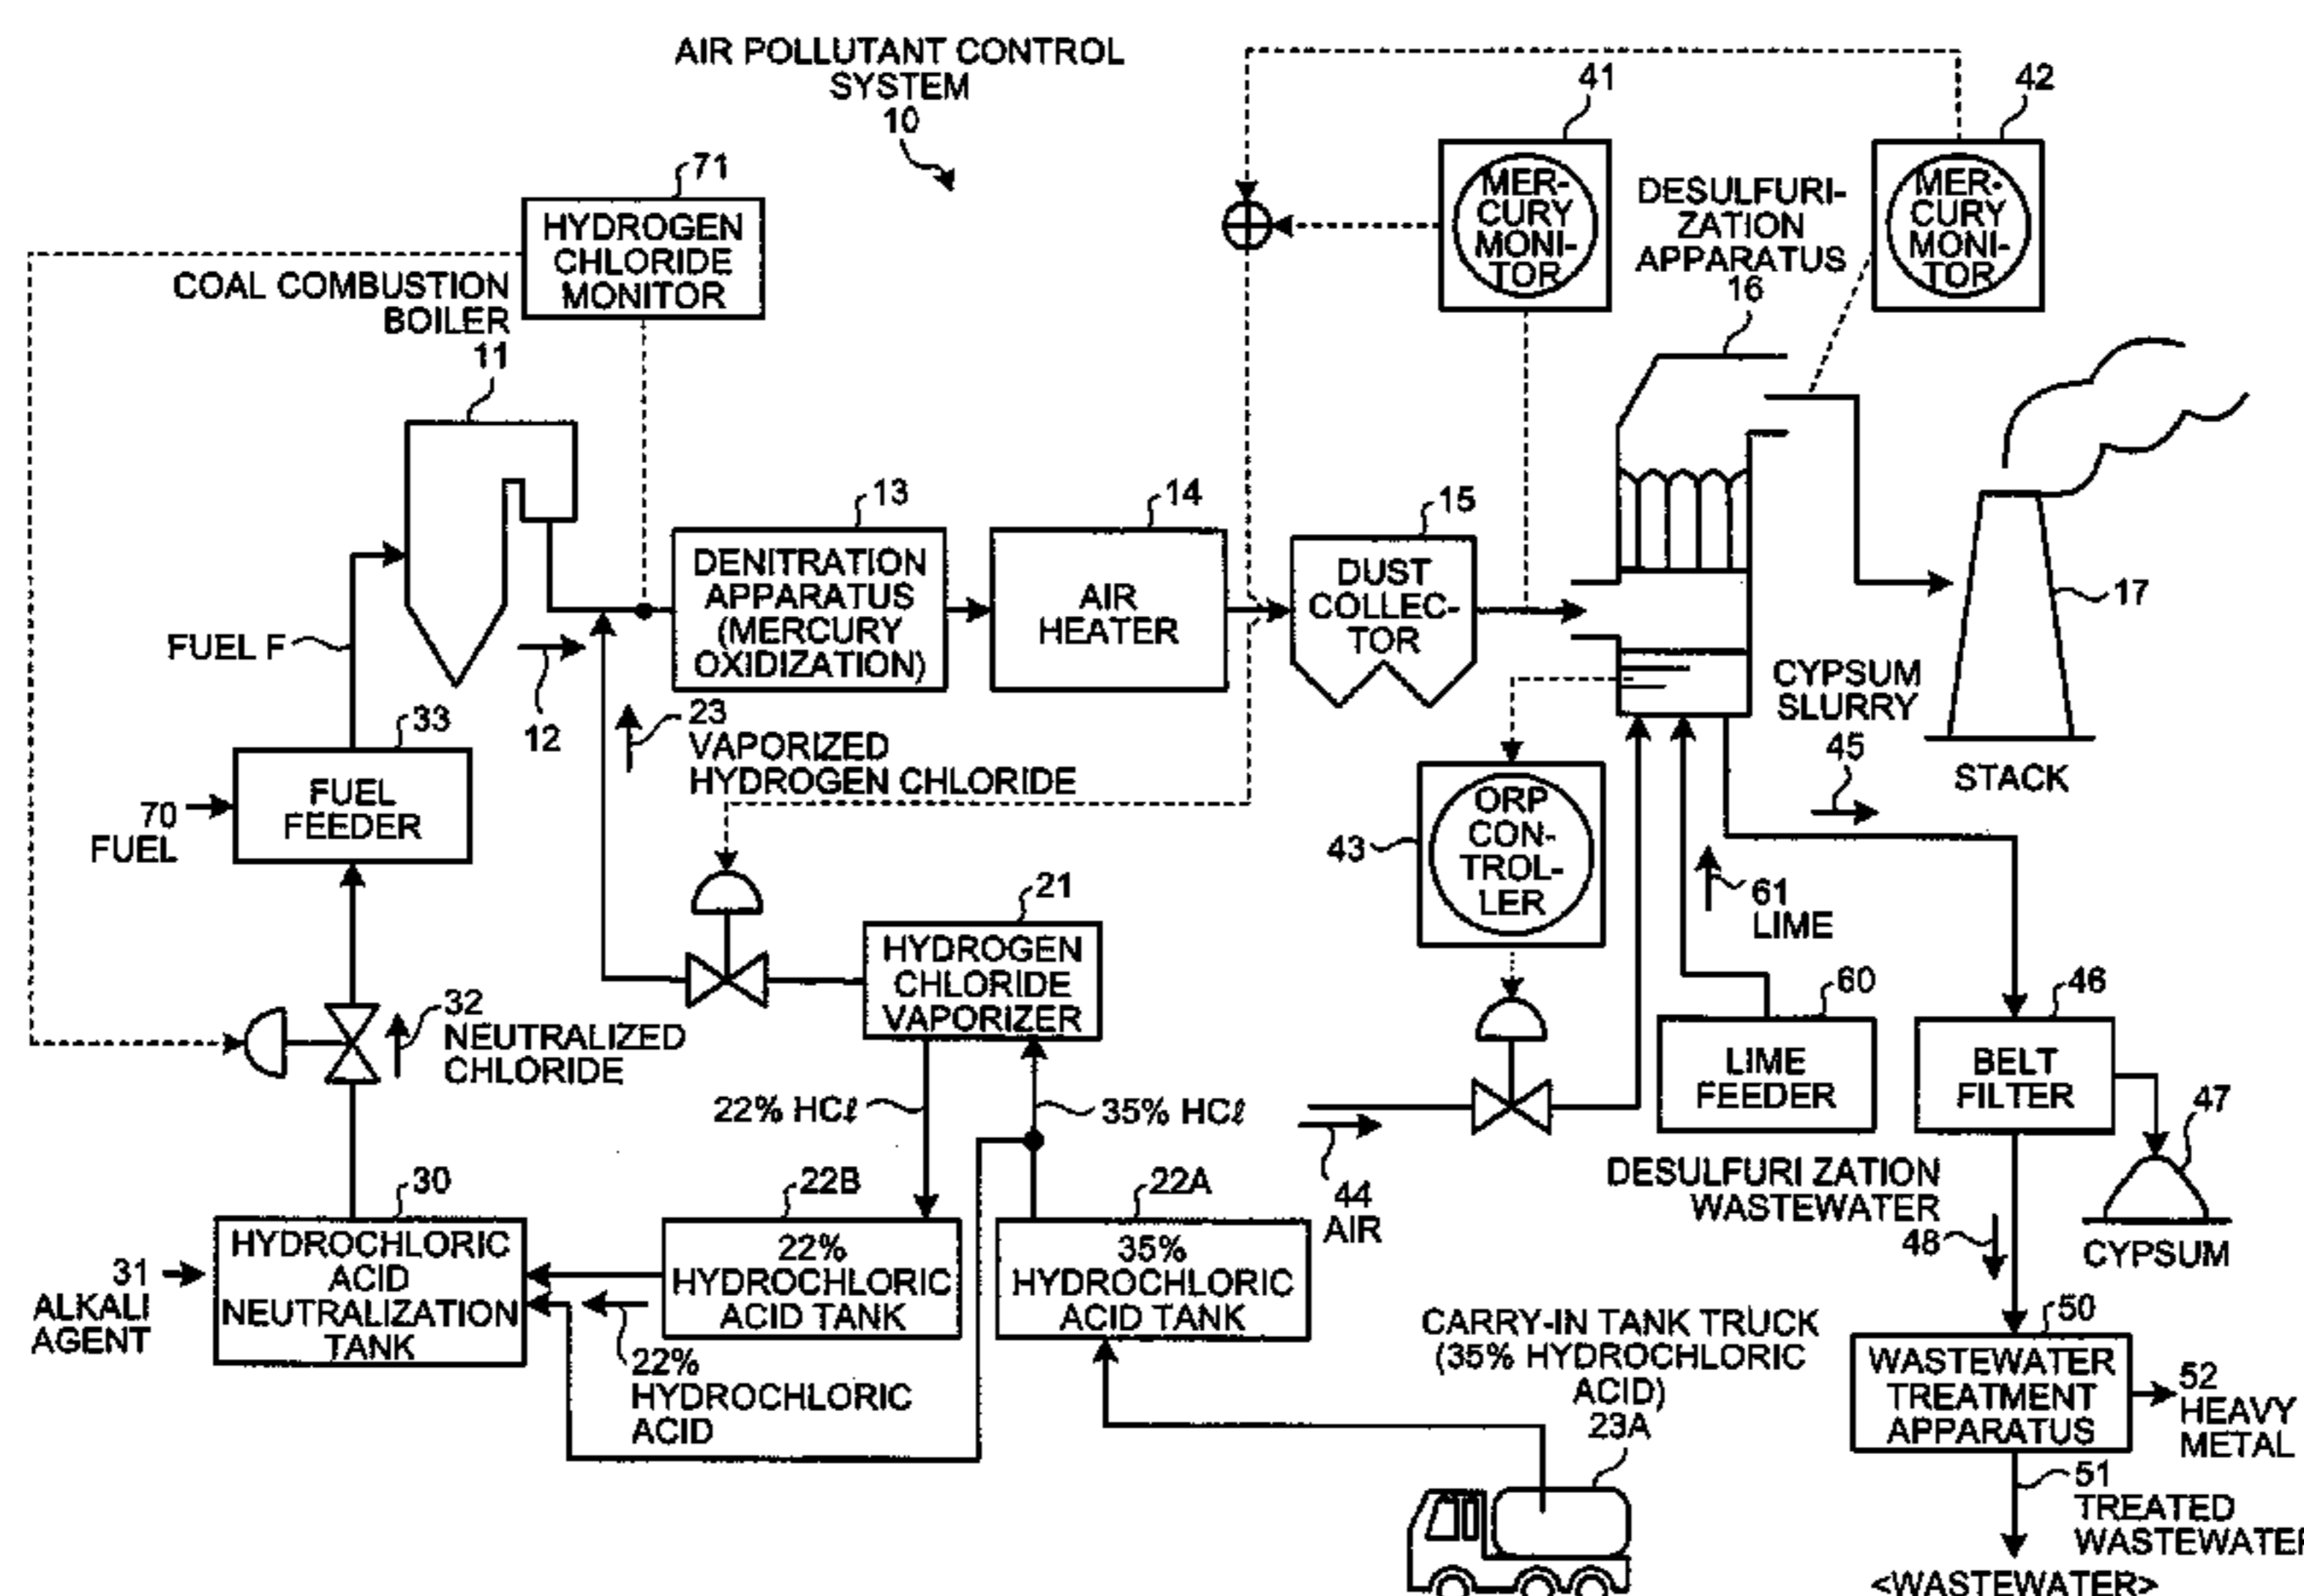 AIR POLLUTANT CONTROL
SYSTEM
10
41
42
71
HYDROGEN
CHLORIDE
MONITOR
MER-
CURY
MONI-
TOR
DESULFURI-
ZATION
APPARATUS
16
MER-
CURY
MONI-
TOR
COAL COMBUSTION
BOILER
11
13
DENITRATION
APPARATUS
(MERCURY
OXIDIZATION)
14
AIR
HEATER
15
DUST
COLLEC-
TOR
17
STACK
FUEL F
12
23
VAPORIZED
HYDROGEN CHLORIDE
CYPSUM
SLURRY
45
33
FUEL
FEEDER
70
FUEL
43
ORP
CON-
TROL-
LER
61
LIME
21
HYDROGEN
CHLORIDE
VAPORIZER
32
NEUTRALIZED
CHLORIDE
60
LIME
FEEDER
46
BELT
FILTER
47
CYPSUM
22% HCℓ
35% HCℓ
44
AIR
DESULFURI ZATION
WASTEWATER
48
30
HYDROCHLORIC
ACID
NEUTRALIZATION
TANK
31
ALKALI
AGENT
22B
22%
HYDROCHLORIC
ACID TANK
22A
35%
HYDROCHLORIC
ACID TANK
22%
HYDROCHLORIC
ACID
CARRY-IN TANK TRUCK
(35% HYDROCHLORIC
ACID)
23A
50
WASTEWATER
TREATMENT
APPARATUS
52
HEAVY
METAL
51
TREATED
WASTEWATER
<WASTEWATER>